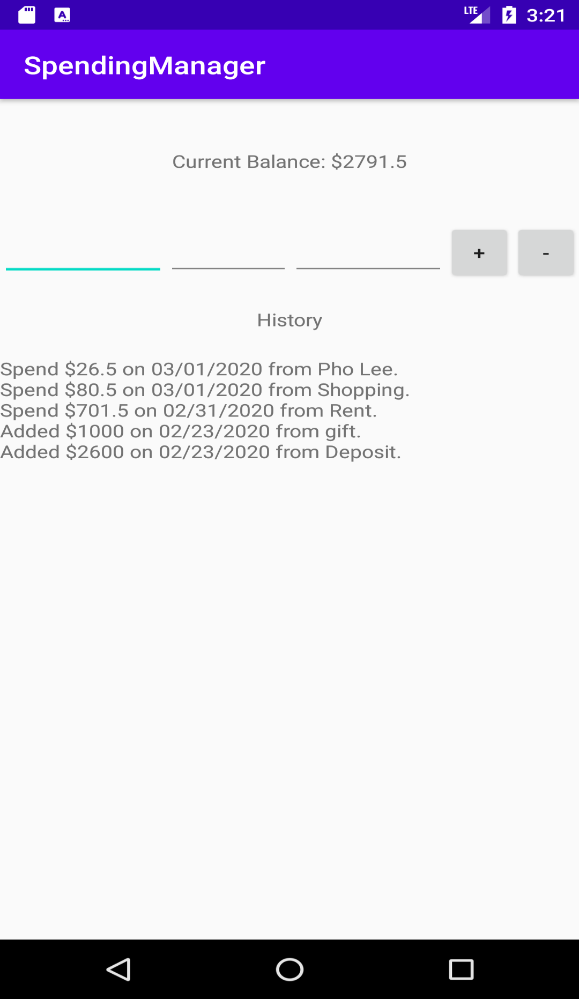 LTE 3:21
SpendingManager
Current Balance: $2791.5
+ -
History
Spend $26.5 on 03/01/2020 from Pho Lee.
Spend $80.5 on 03/01/2020 from Shopping.
Spend $701.5 on 02/31/2020 from Rent.
Added $1000 on 02/23/2020 from gift.
Added $2600 on 02/23/2020 from Deposit.